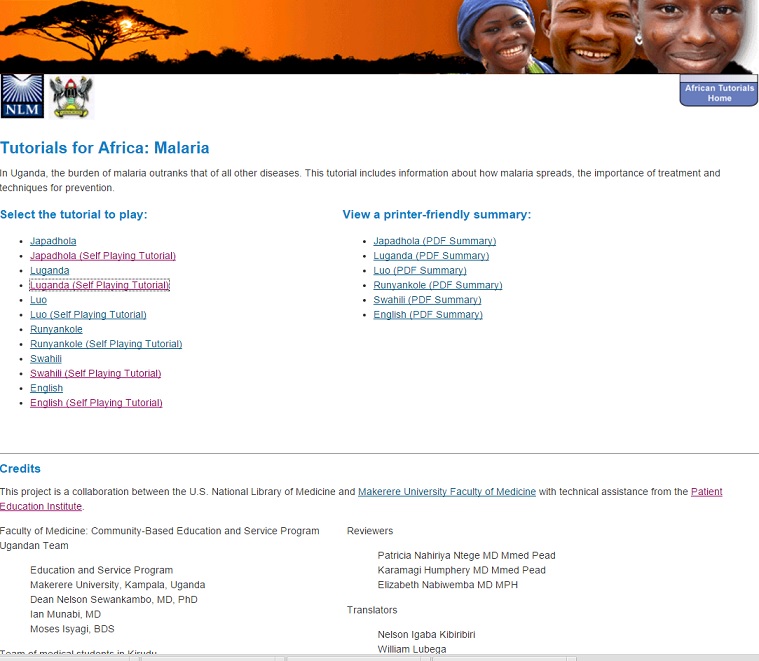 NLM
African Tutorials
Home
Tutorials for Africa: Malaria
In Uganda, the burden of malaria outranks that of all other diseases. This tutorial includes information about how malaria spreads, the importance of treatment and
techniques for prevention.
Select the tutorial to play:
Japadhola
Japadhola (Self Playing Tutorial)
Luganda
Luganda (Self Playing Tutorial)
Luo
Luo (Self Playing Tutorial)
Runyankole
Runyankole (Self Playing Tutorial)
Swahili
Swahili (Self Playing Tutorial)
English
English (Self Playing Tutorial)
View a printer-friendly summary:
Japadhola (PDF Summary)
Luganda (PDF Summary)
Luo (PDF Summary)
Runyankole (PDF Summary)
Swahili (PDF Summary)
English (PDF Summary)
Credits
This project is a collaboration between the U.S. National Library of Medicine and Makerere University Faculty of Medicine with technical assistance from the Patient
Education Institute.
Faculty of Medicine: Community-Based Education and Service Program
Ugandan Team
Education and Service Program
Makerere University, Kampala, Uganda
Dean Nelson Sewankambo, MD, PhD
Ian Munabi, MD
Moses Isyagi, BDS
Team of medical students in Kirudu
Reviewers
Patricia Nahiriya Ntege MD Mmed Pead
Karamagi Humphery MD Mmed Pead
Elizabeth Nabiwemba MD MPH
Translators
Nelson Igaba Kibiribiri
William Lubega